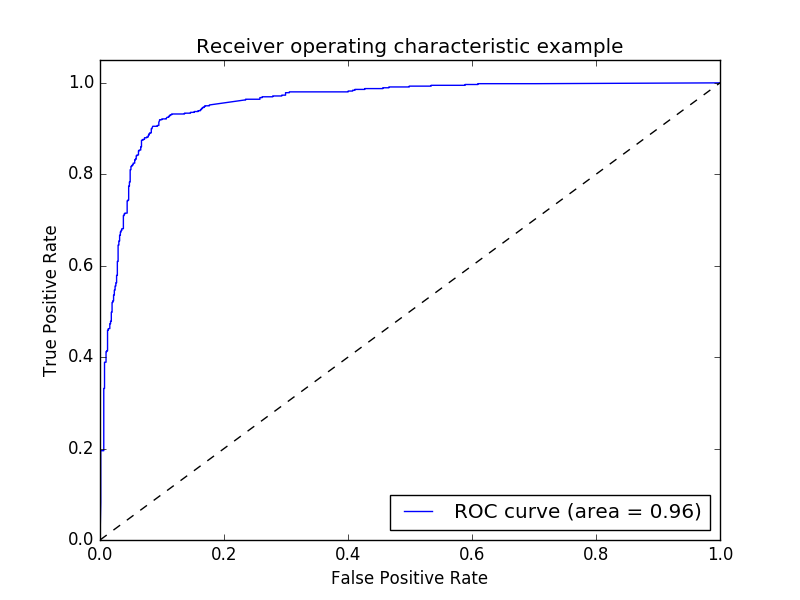 Receiver operating characteristic example
1.0
0.8
0.6
0.4
0.2
0.0
True Positive Rate
ROC curve (area = 0.96)
0.0 0.2 0.4 0.6 0.8 1.0
False Positive Rate